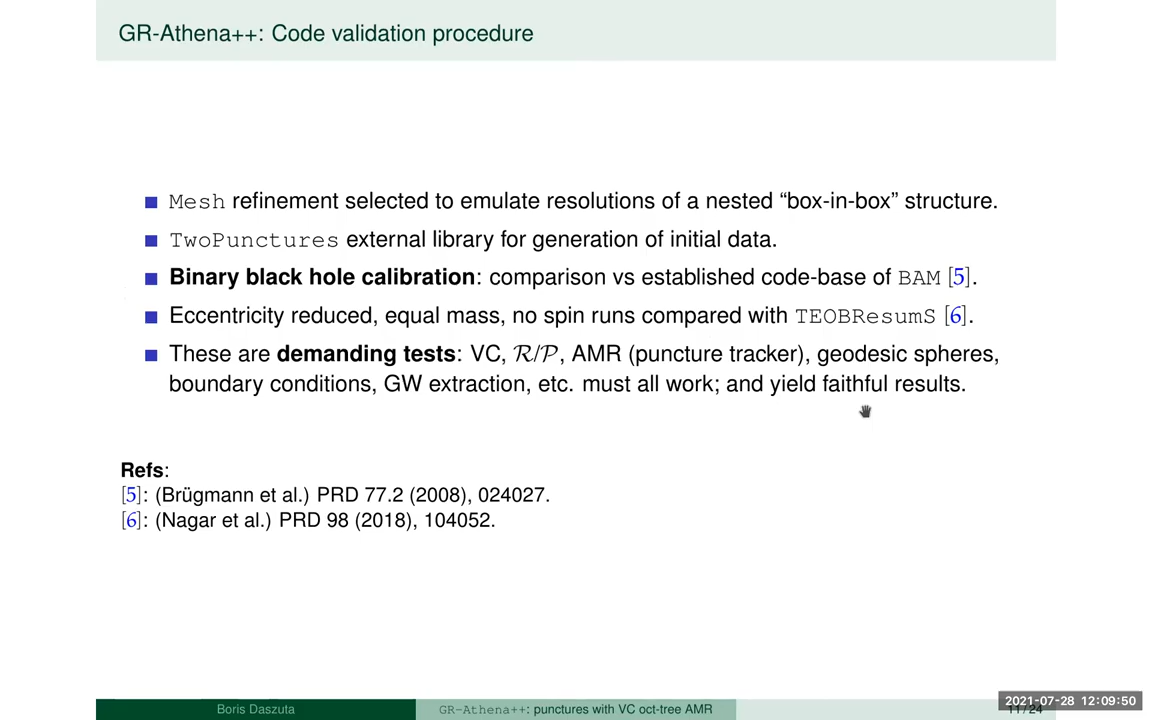 GR-Athena++: Code validation procedure
Mesh refinement selected to emulate resolutions of a nested “box-in-box” structure.
TwoPunctures external library for generation of initial data.
Binary black hole calibration: comparison vs established code-base of BAM [5].
Eccentricity reduced, equal mass, no spin runs compared with TEOBResumS [6].
These are demanding tests: VC, R/P, AMR (puncture tracker), geodesic spheres,
boundary conditions, GW extraction, etc. must all work; and yield faithful results.
Refs:
[5]: (Brügmann et al.) PRD 77.2 (2008), 024027.
[6]: (Nagar et al.) PRD 98 (2018), 104052.
Boris Daszuta
GR-Athena++: punctures with VC oct-tree AMR
11/24
2021-07-28 12:09:50